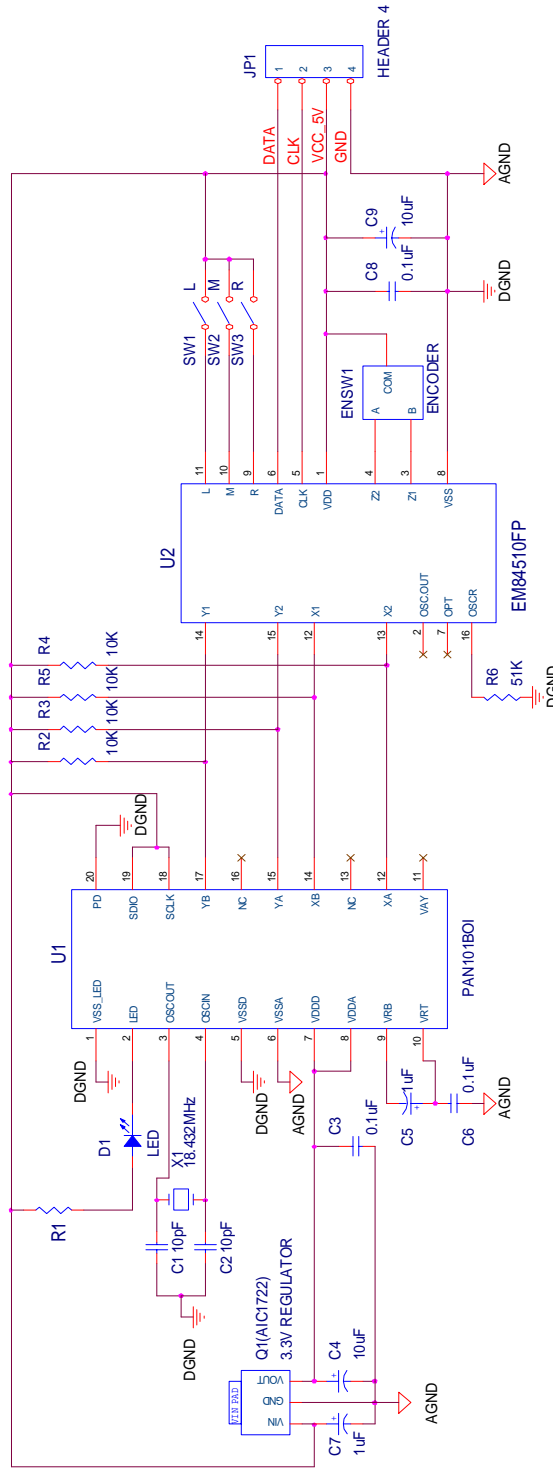 JP1
1
2
3
4
HEADER 4
DATA
CLK
VCC_5V
GND
AGND
SW1
L
SW2
M
SW3
R
C9
10uF
C8
0.1uF
DGND
ENSW1
A
B
COM
ENCODER
11
10
9
6
5
1
4
3
8
L
M
R
DATA
CLK
VDD
Z2
Z1
VSS
U2
EM84510FP
Y1
Y2
X1
X2
OSC.OUT
OPT
OSCR
14
15
12
13
2
7
16
R6
51K
DGND
R4
10K
R5
10K
R3
10K
R2
10K
DGND
20
19
18
17
16
15
14
13
12
11
PD
SDIO
SCLK
YB
NC
YA
XB
NC
XA
VAY
U1
PAN101BOI
VSS_LED
LED
OSCOUT
OSCIN
VSSD
VSSA
VDDD
VDDA
VRB
VRT
1
2
3
4
5
6
7
8
9
10
DGND
D1
LED
X1
18.432MHz
DGND
AGND
C3
0.1uF
C5
1uF
C6
0.1uF
AGND
R1
C1 10pF
C2 10pF
DGND
Q1(AIC1722)
3.3V REGULATOR
VIN PAD
VOUT
GND
VIN
C4
10uF
C7
1uF
AGND